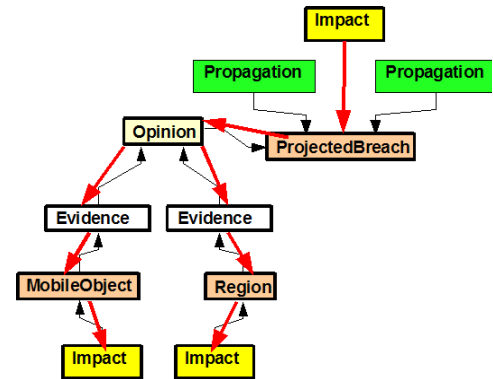 Impact
Propagation
Propagation
Opinion
ProjectedBreach
Evidence
Evidence
MobileObject
Region
Impact
Impact